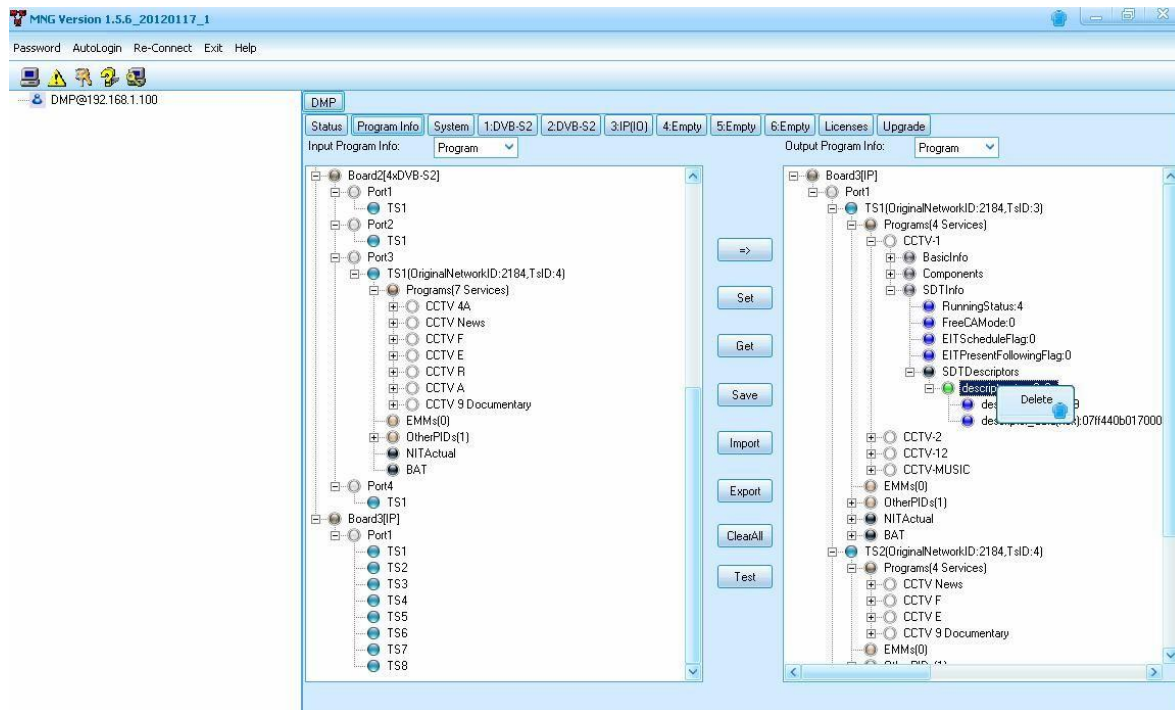 MNG Version 1.5.6_20120117_1
Password AutoLogin Re-Connect Exit Help
DMP@192.168.1.100
DMP
Status Program Info System 1:DVB-S2 2:DVB-S2 3:IP(IO) 4:Empty 5:Empty 6:Empty Licenses Upgrade
Input Program Info: Program
Output Program Info: Program
Board2[4xDVB-S2]
Port1
TS1
Port2
TS1
Port3
TS1(OriginalNetworkID:2184,TsID:4)
Programs(7 Services)
CCTV 4A
CCTV News
CCTV F
CCTV E
CCTV R
CCTV A
CCTV 9 Documentary
EMMs(0)
OtherPIDs(1)
NITActual
BAT
Port4
TS1
Board3[IP]
Port1
TS1
TS2
TS3
TS4
TS5
TS6
TS7
TS8
=>
Set
Get
Save
Import
Export
ClearAll
Test
Board3[IP]
Port1
TS1(OriginalNetworkID:2184,TsID:3)
Programs(4 Services)
CCTV-1
BasicInfo
Components
SDTInfo
RunningStatus:4
FreeCAMode:0
EITScheduleFlag:0
EITPresentFollowingFlag:0
SDTDescriptors
Delete
:07ff440b017000
CCTV-2
CCTV-12
CCTV-MUSIC
EMMs(0)
OtherPIDs(1)
NITActual
BAT
TS2(OriginalNetworkID:2184,TsID:4)
Programs(4 Services)
CCTV News
CCTV F
CCTV E
CCTV 9 Documentary
EMMs(0)